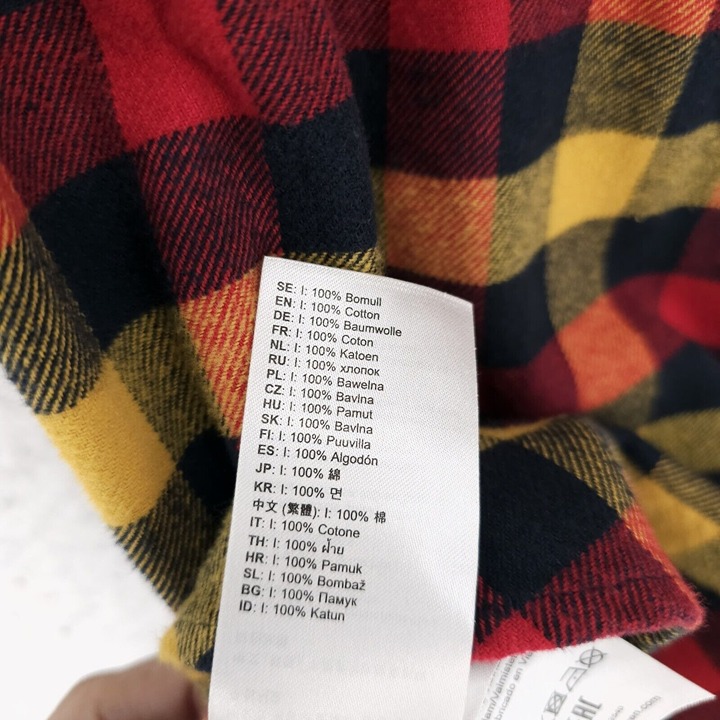 SE: I: 100% Bomull
EN: I: 100% Cotton
DE: I: 100% Baumwolle
FR: I: 100% Coton
NL: I: 100% Katoen
RU: I: 100% хлопок
PL: I: 100% Bawełna
CZ: I: 100% Bavlna
HU: I: 100% Pamut
SK: I: 100% Bavlna
FI: I: 100% Puuvilla
ES: I: 100% Algodón
JP: I: 100% 綿
KR: I: 100% 면
中文 (繁體): I: 100% 棉
IT: I: 100% Cotone
TH: I: 100% ฝ้าย
HR: I: 100% Pamuk
SL: I: 100% Bombaž
BG: I: 100% Памук
ID: I: 100% Katun